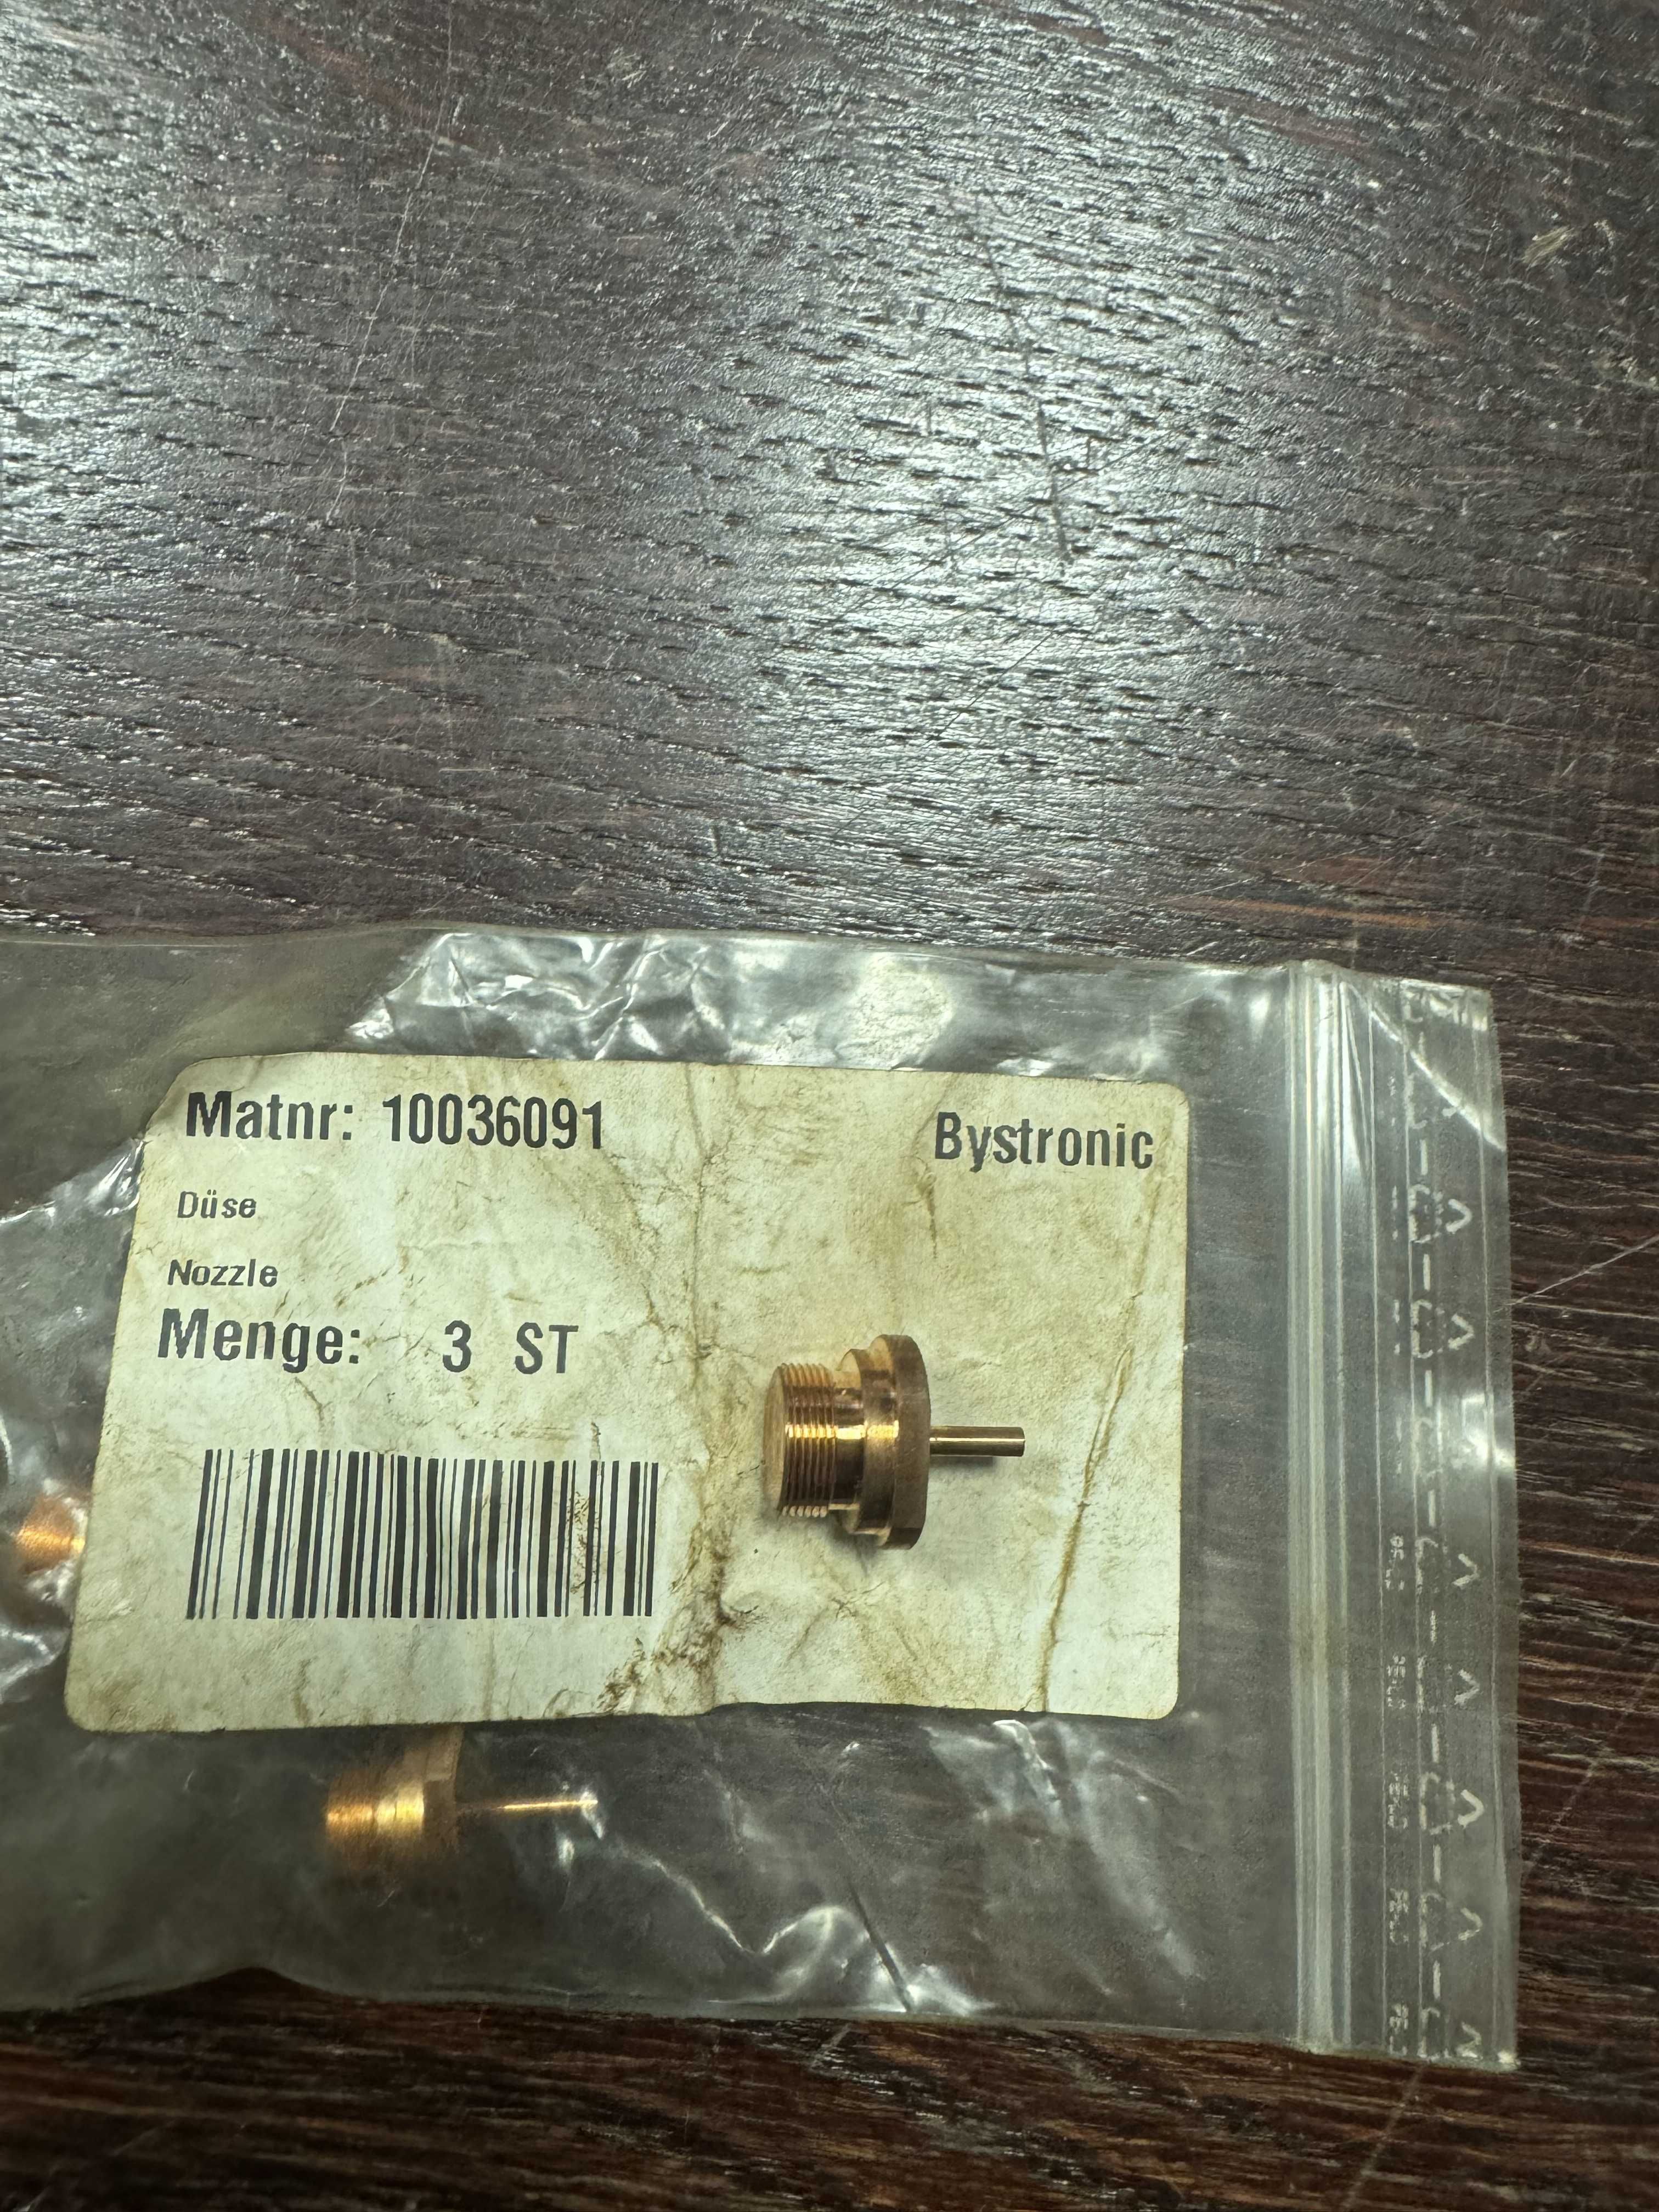 Matnr: 10036091
Bystronic
Düse
Nozzle
Menge: 3 ST